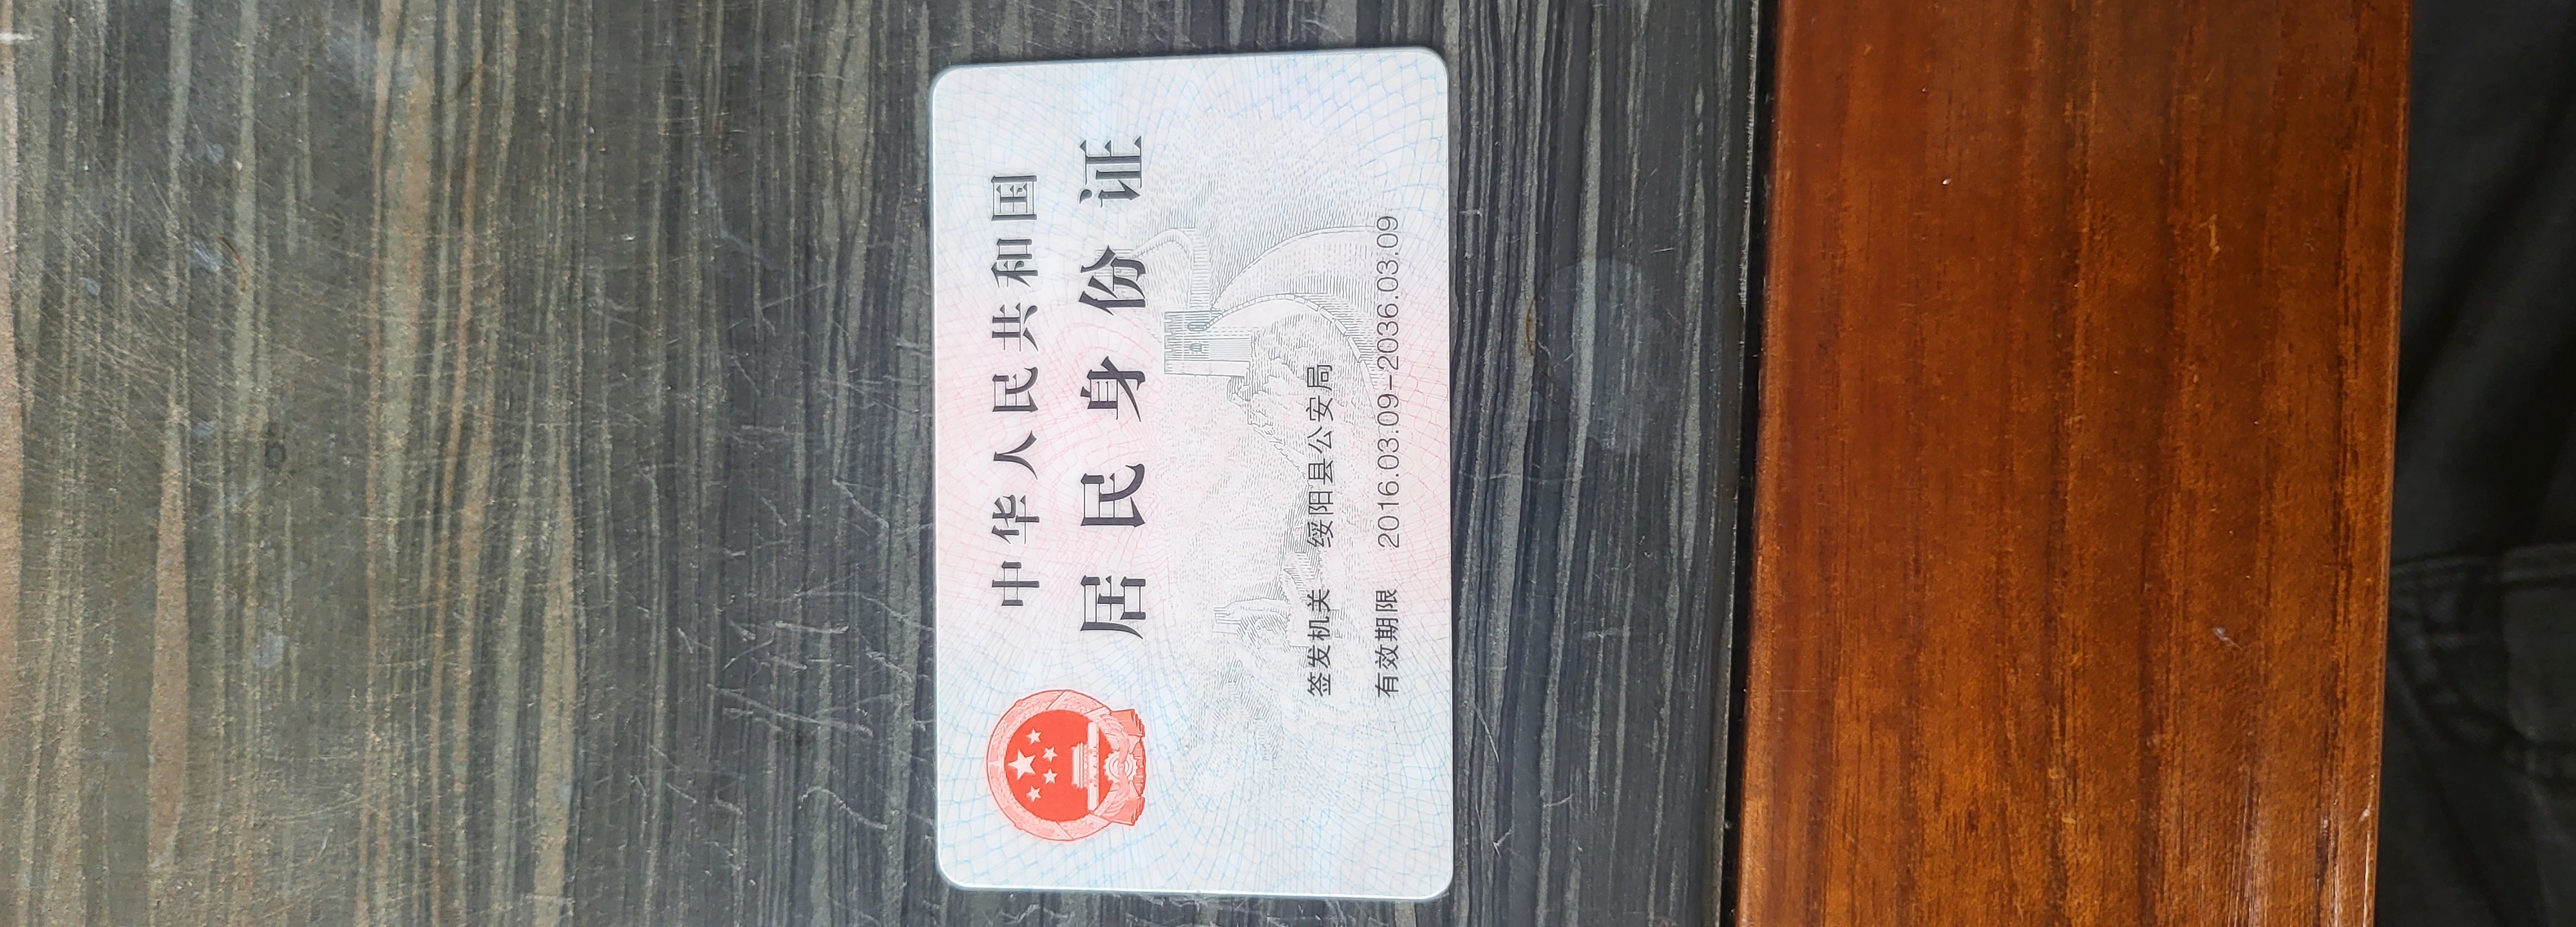 中华人民共和国
居民身份证
签发机关 绥阳县公安局
有效期限 2016.03.09-2036.03.09